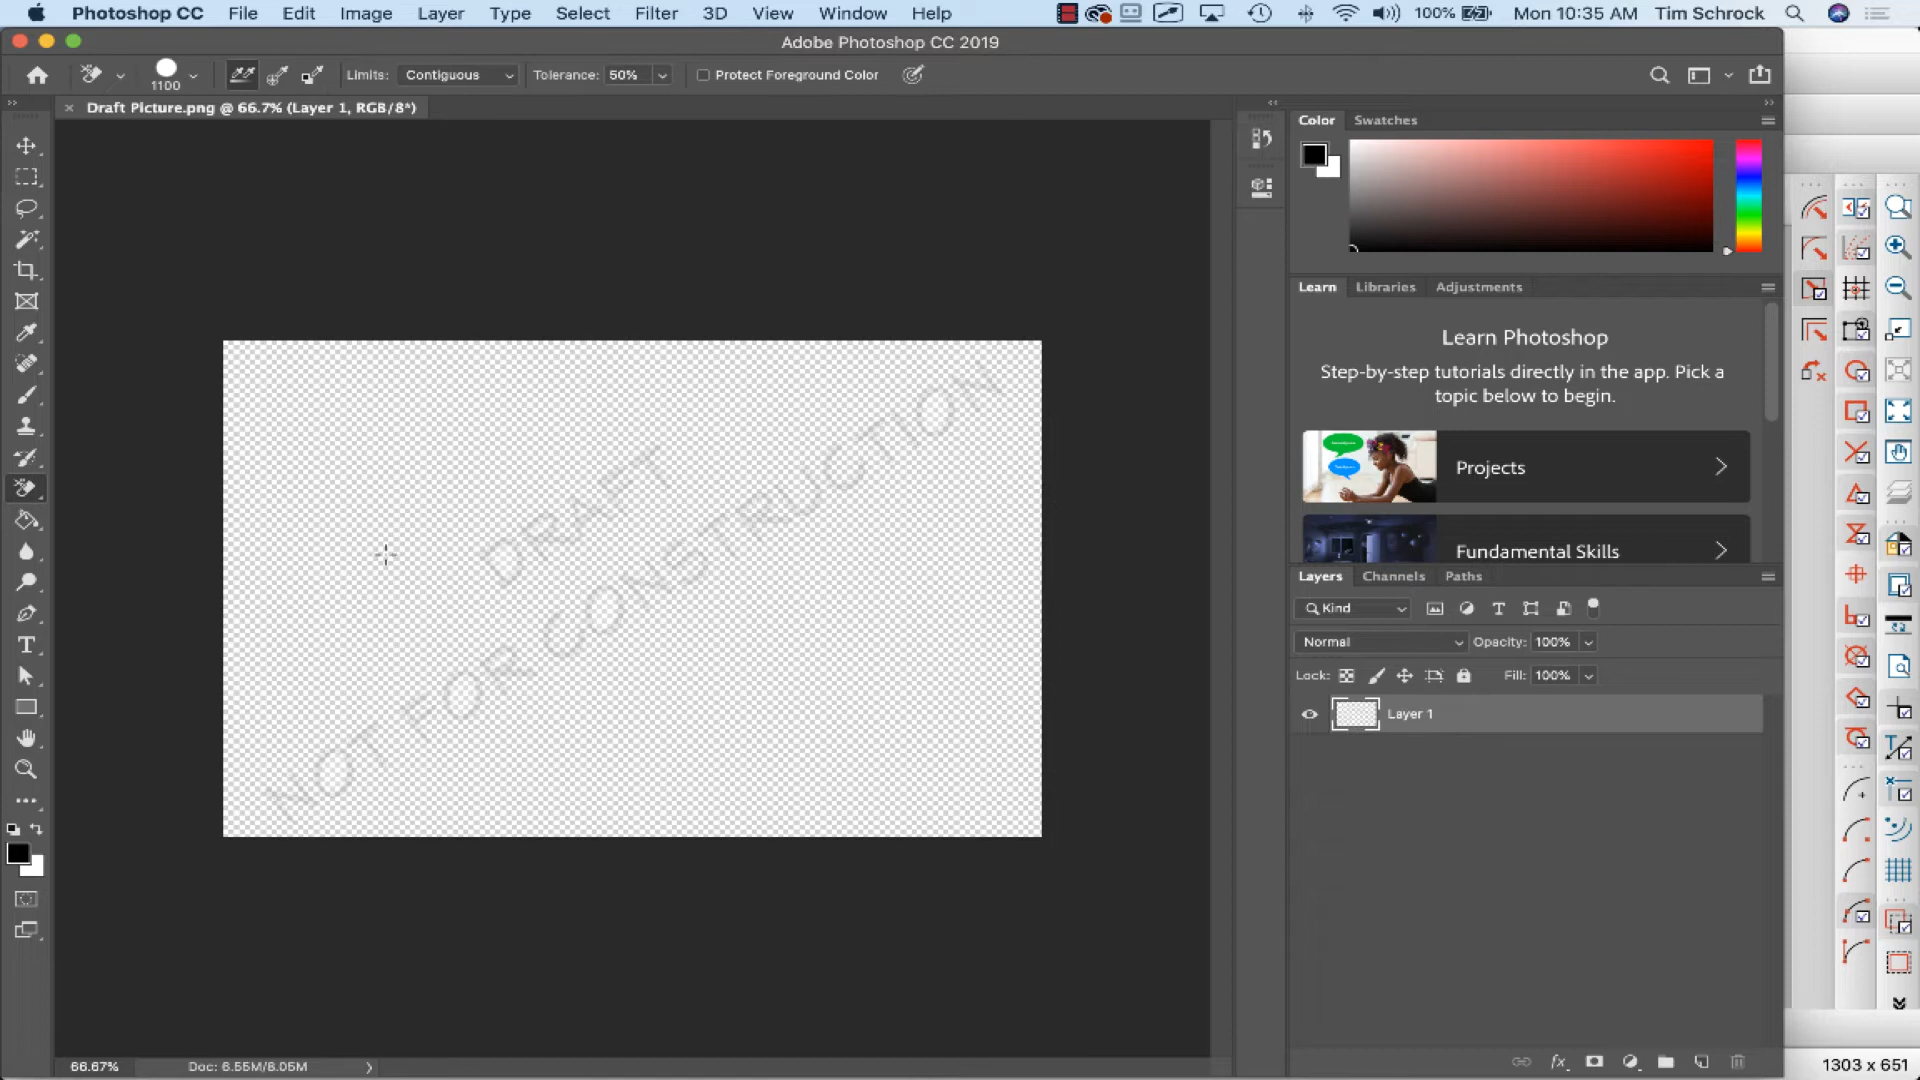 Photoshop CC File Edit Image Layer Type Select Filter 3D View Window Help 100% Mon 10:35 AM Tim Schrock
Adobe Photoshop CC 2019
1100 Limits: Contiguous Tolerance: 50% Protect Foreground Color
Draft Picture.png @ 66.7% (Layer 1, RGB/8*)
Color Swatches
Learn Libraries Adjustments
Learn Photoshop
Step-by-step tutorials directly in the app. Pick a
topic below to begin.
Projects
Fundamental Skills
DRAFT
NOT FOR CONSTRUCTION
Layers Channels Paths
Kind
Normal Opacity: 100%
Lock: Fill: 100%
Layer 1
66.67% Doc: 6.55M/8.05M
1303 x 651